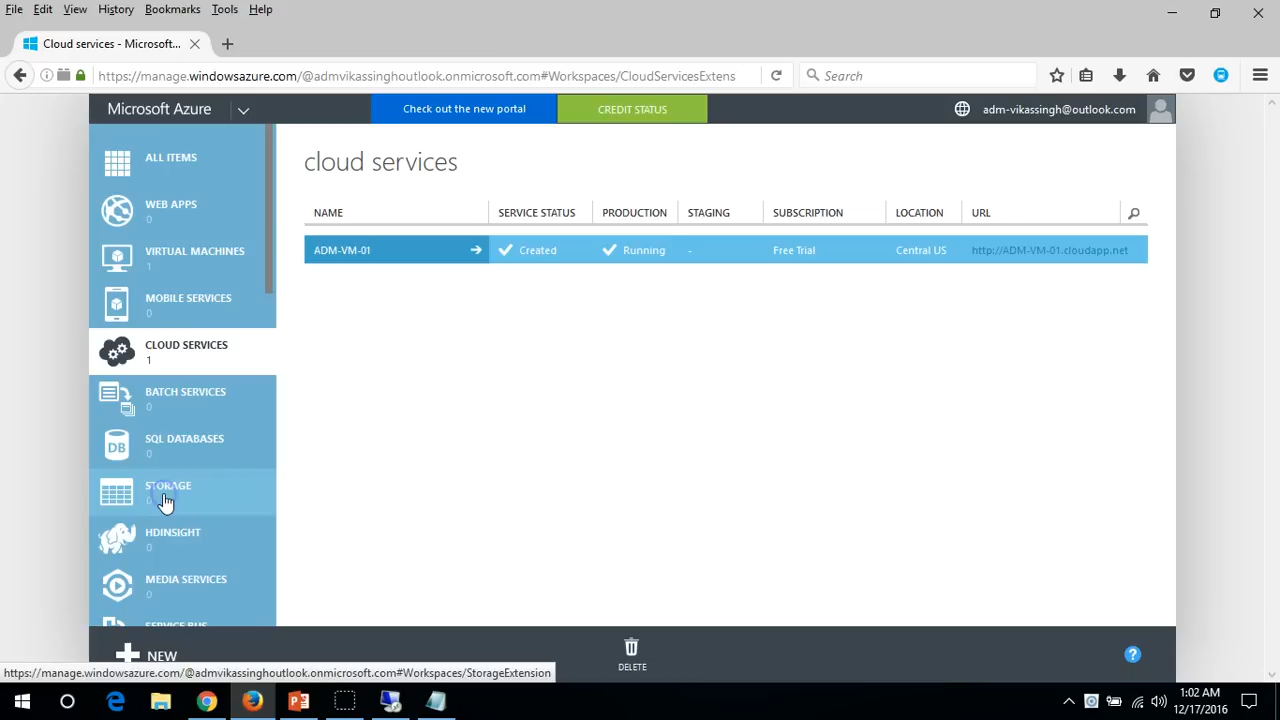 File Edit View History Bookmarks Tools Help
Cloud services - Microsoft...
https://manage.windowsazure.com/@admvikassinghoutlook.onmicrosoft.com#Workspaces/CloudServicesExtens
Search
Microsoft Azure
Check out the new portal
CREDIT STATUS
adm-vikassingh@outlook.com
ALL ITEMS
WEB APPS
0
VIRTUAL MACHINES
1
MOBILE SERVICES
0
CLOUD SERVICES
1
BATCH SERVICES
0
SQL DATABASES
0
DB
STORAGE
HDINSIGHT
0
MEDIA SERVICES
0
SERVICE BUS
cloud services
NAME SERVICE STATUS PRODUCTION STAGING SUBSCRIPTION LOCATION URL
ADM-VM-01 Created Running - Free Trial Central US http://ADM-VM-01.cloudapp.net
NEW
DELETE
?
https://manage.windowsazure.com/@admvikassinghoutlook.onmicrosoft.com#Workspaces/StorageExtension
1:02 AM
12/17/2016